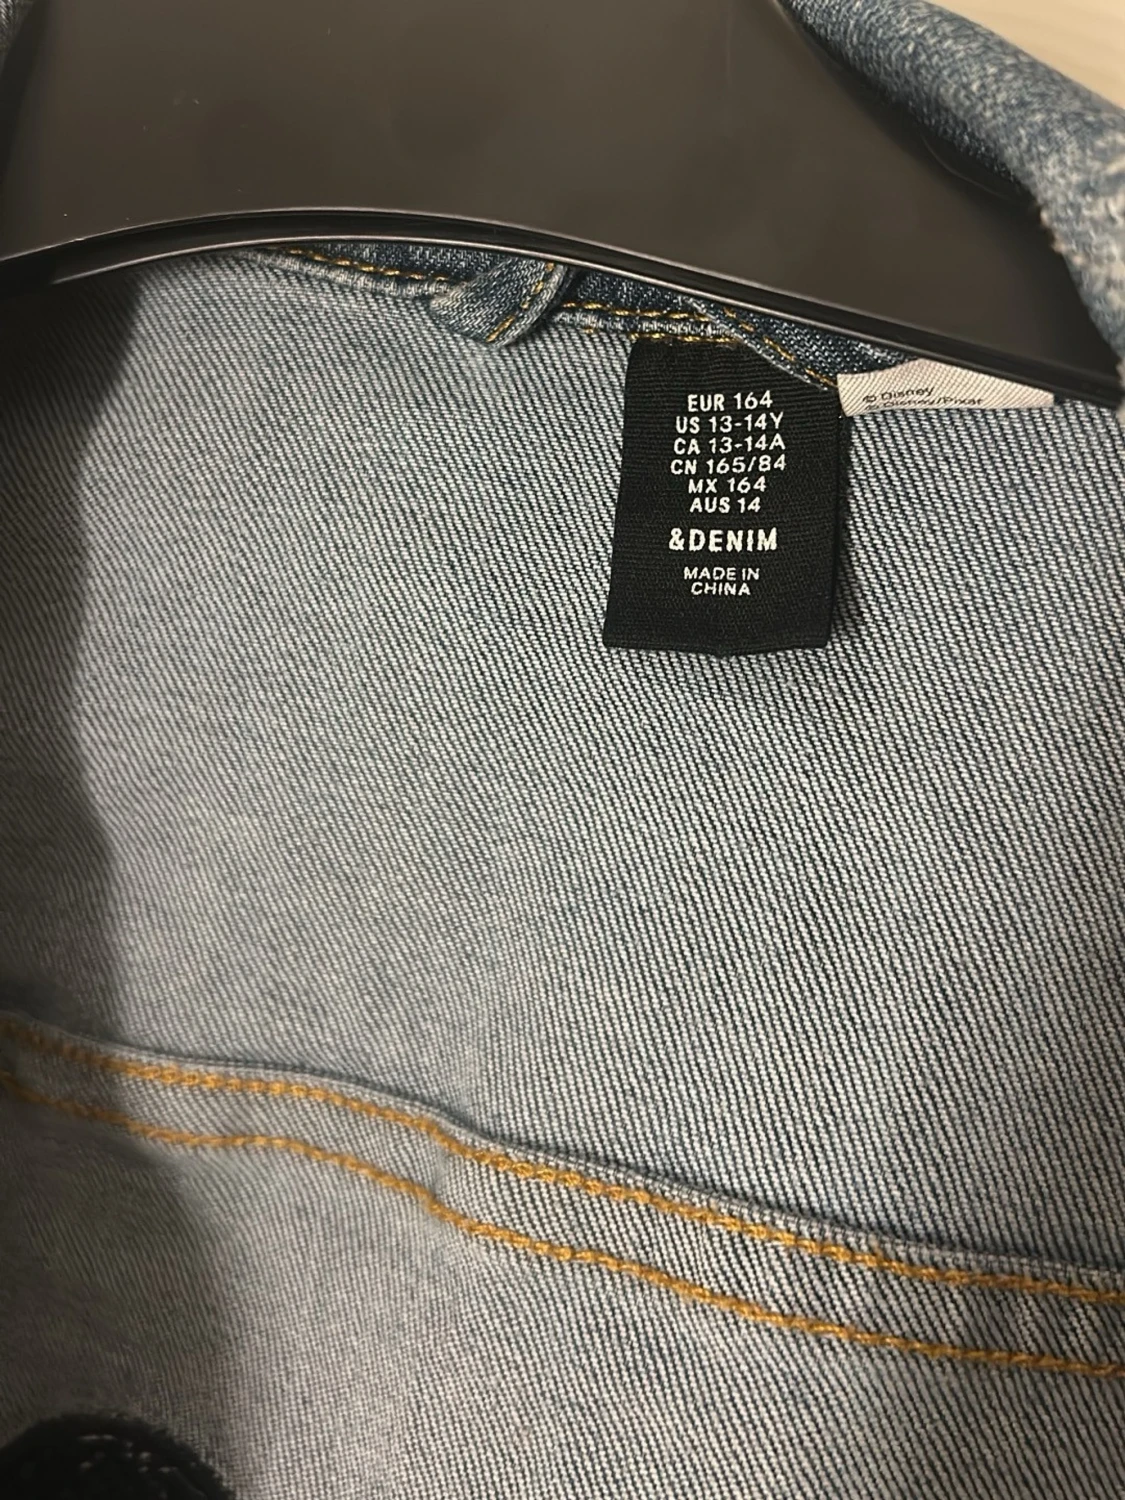 EUR 164
US 13-14Y
CA 13-14A
CN 165/84
MX 164
AUS 14
&DENIM
MADE IN
CHINA
© Disney
© Disney/Pixar